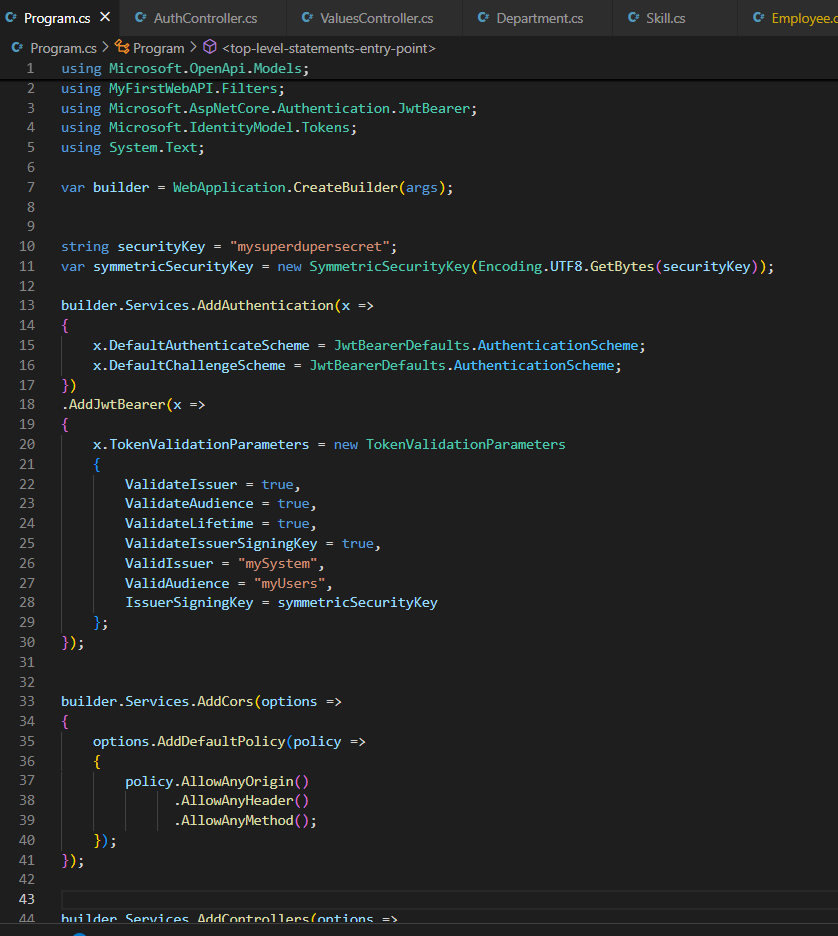 Program.cs AuthController.cs ValuesController.cs Department.cs Skill.cs Employee.c
Program.cs > Program > <top-level-statements-entry-point>
1 using Microsoft.OpenApi.Models;
2 using MyFirstWebAPI.Filters;
3 using Microsoft.AspNetCore.Authentication.JwtBearer;
4 using Microsoft.IdentityModel.Tokens;
5 using System.Text;
6
7 var builder = WebApplication.CreateBuilder(args);
8
9
10 string securityKey = "mysuperdupersecret";
11 var symmetricSecurityKey = new SymmetricSecurityKey(Encoding.UTF8.GetBytes(securityKey));
12
13 builder.Services.AddAuthentication(x =>
14 {
15     x.DefaultAuthenticateScheme = JwtBearerDefaults.AuthenticationScheme;
16     x.DefaultChallengeScheme = JwtBearerDefaults.AuthenticationScheme;
17 })
18 .AddJwtBearer(x =>
19 {
20     x.TokenValidationParameters = new TokenValidationParameters
21     {
22         ValidateIssuer = true,
23         ValidateAudience = true,
24         ValidateLifetime = true,
25         ValidateIssuerSigningKey = true,
26         ValidIssuer = "mySystem",
27         ValidAudience = "myUsers",
28         IssuerSigningKey = symmetricSecurityKey
29     };
30 });
31
32
33 builder.Services.AddCors(options =>
34 {
35     options.AddDefaultPolicy(policy =>
36     {
37         policy.AllowAnyOrigin()
38               .AllowAnyHeader()
39               .AllowAnyMethod();
40     });
41 });
42
43
44 builder.Services.AddControllers(options =>